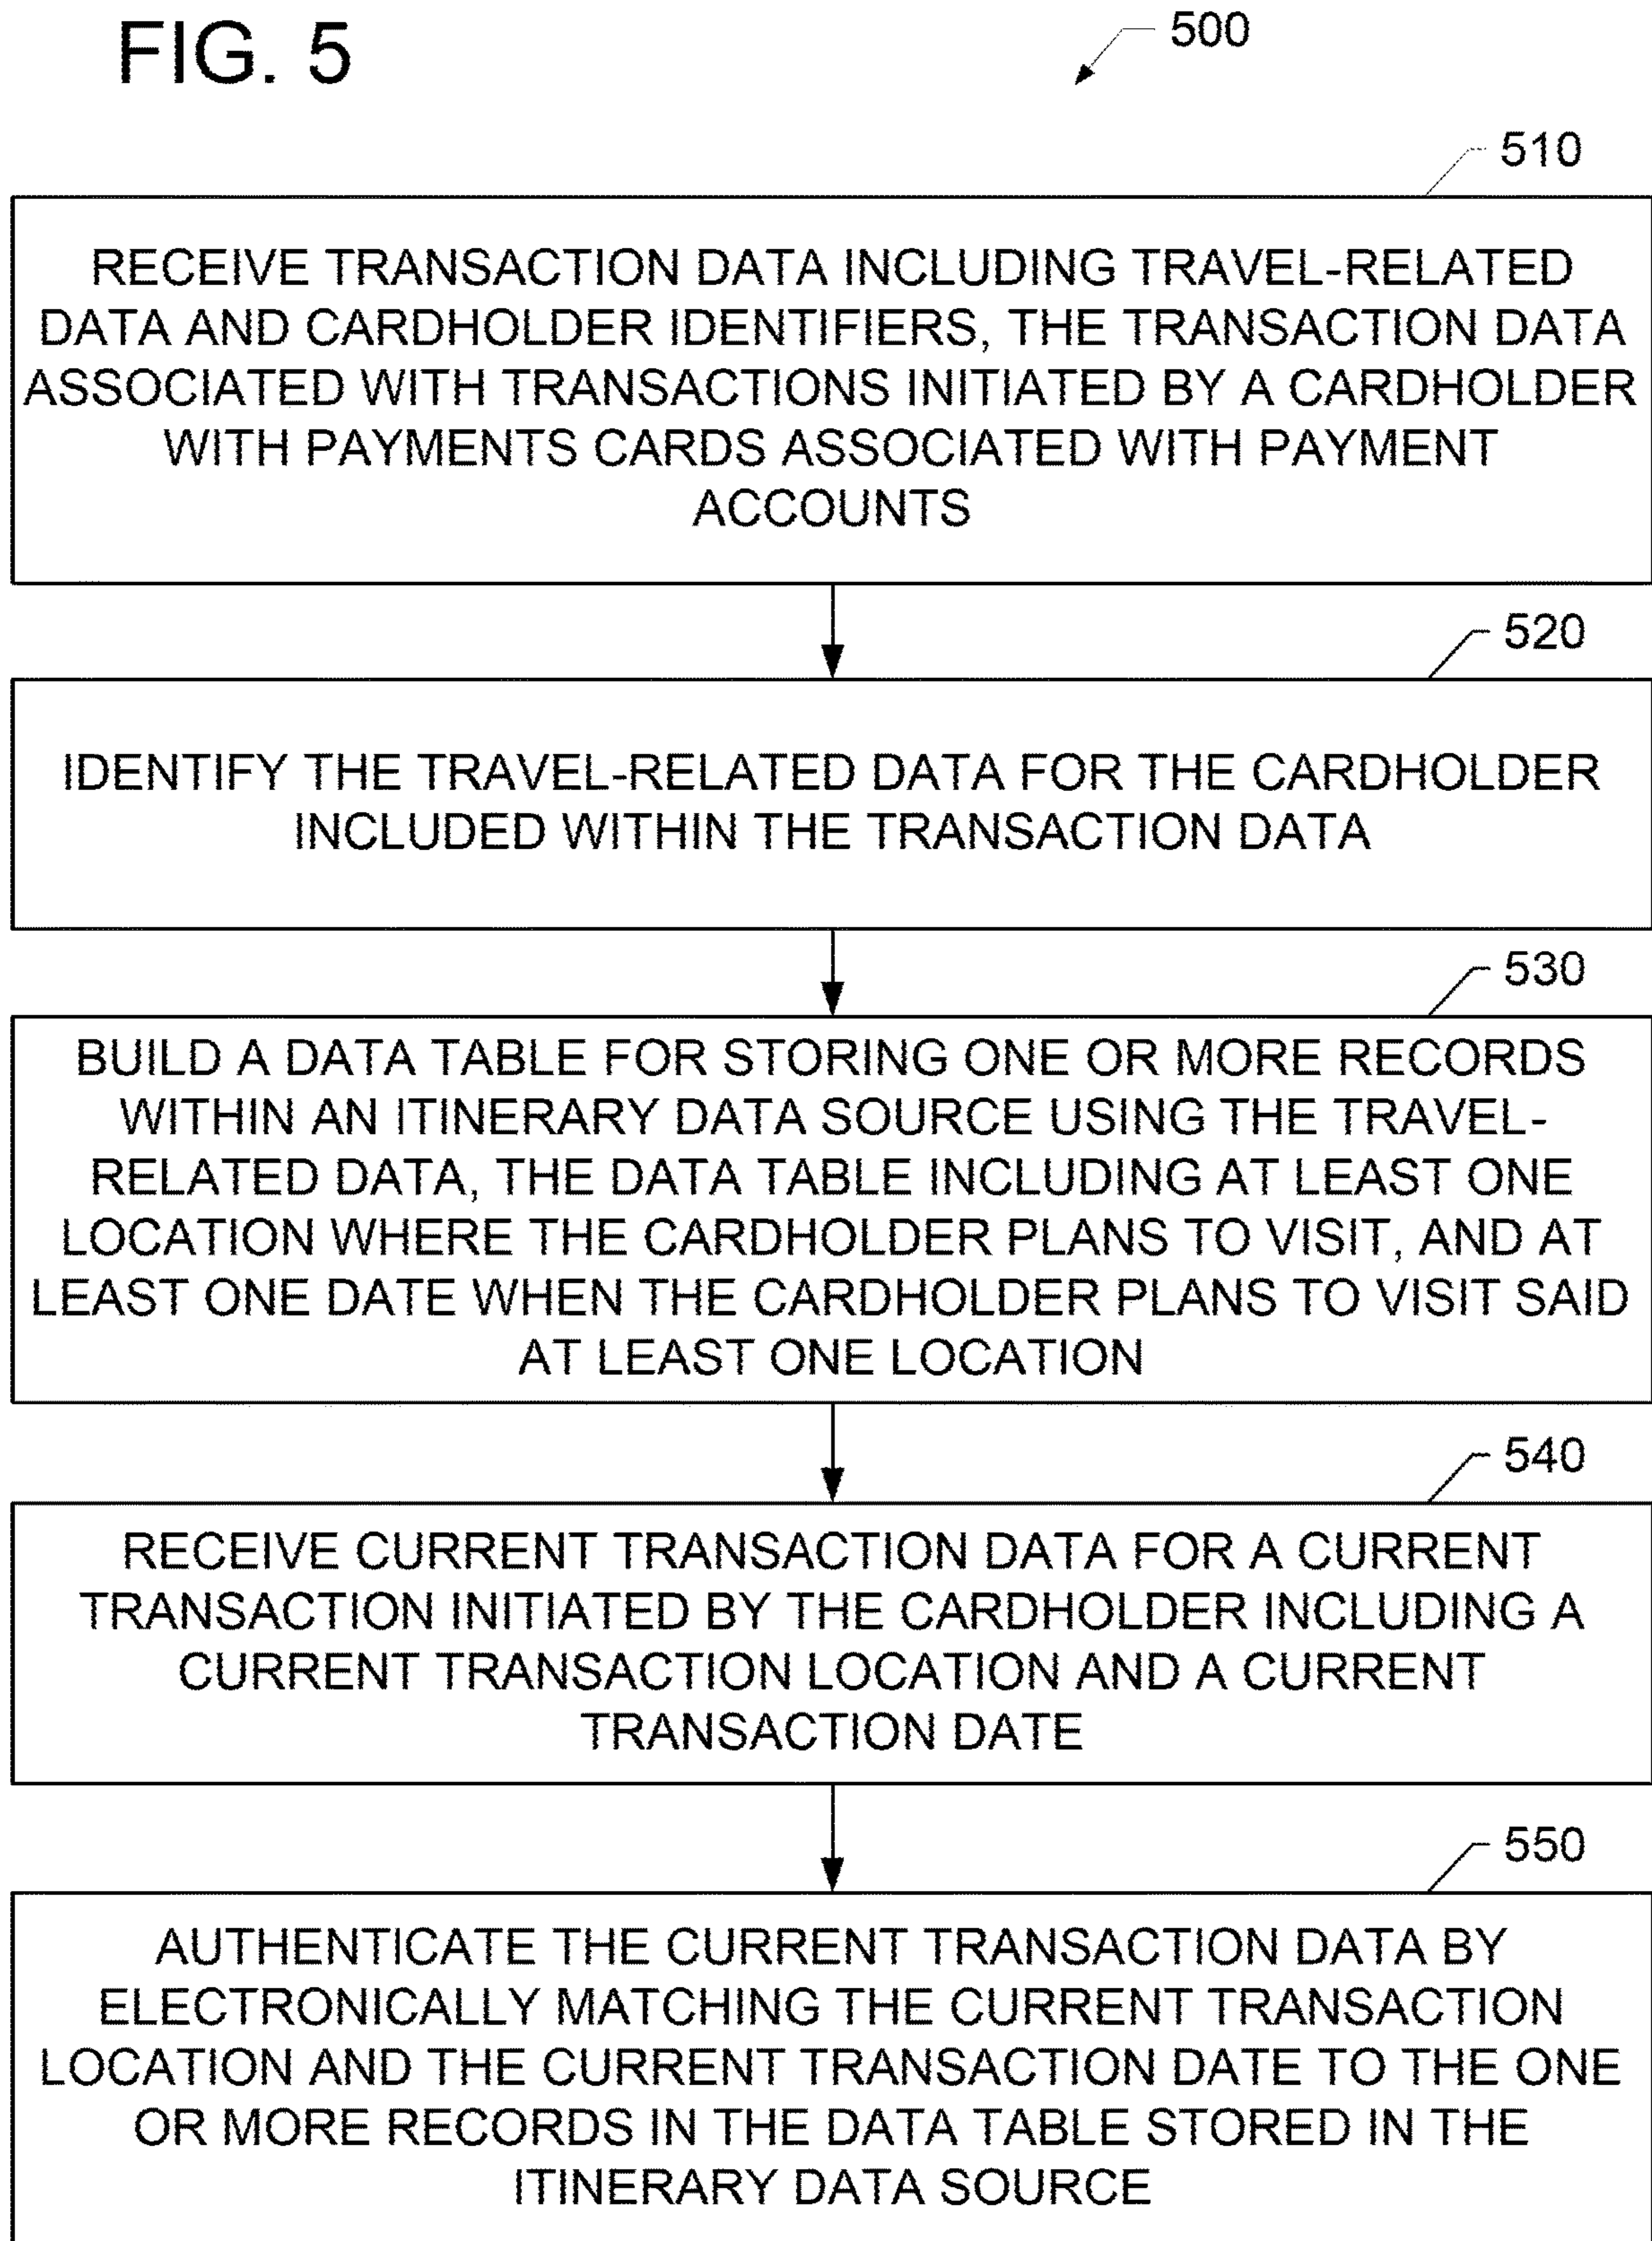 FIG. 5
500
510
RECEIVE TRANSACTION DATA INCLUDING TRAVEL-RELATED
DATA AND CARDHOLDER IDENTIFIERS, THE TRANSACTION DATA
ASSOCIATED WITH TRANSACTIONS INITIATED BY A CARDHOLDER
WITH PAYMENTS CARDS ASSOCIATED WITH PAYMENT
ACCOUNTS
520
IDENTIFY THE TRAVEL-RELATED DATA FOR THE CARDHOLDER
INCLUDED WITHIN THE TRANSACTION DATA
530
BUILD A DATA TABLE FOR STORING ONE OR MORE RECORDS
WITHIN AN ITINERARY DATA SOURCE USING THE TRAVEL-
RELATED DATA, THE DATA TABLE INCLUDING AT LEAST ONE
LOCATION WHERE THE CARDHOLDER PLANS TO VISIT, AND AT
LEAST ONE DATE WHEN THE CARDHOLDER PLANS TO VISIT SAID
AT LEAST ONE LOCATION
540
RECEIVE CURRENT TRANSACTION DATA FOR A CURRENT
TRANSACTION INITIATED BY THE CARDHOLDER INCLUDING A
CURRENT TRANSACTION LOCATION AND A CURRENT
TRANSACTION DATE
550
AUTHENTICATE THE CURRENT TRANSACTION DATA BY
ELECTRONICALLY MATCHING THE CURRENT TRANSACTION
LOCATION AND THE CURRENT TRANSACTION DATE TO THE ONE
OR MORE RECORDS IN THE DATA TABLE STORED IN THE
ITINERARY DATA SOURCE